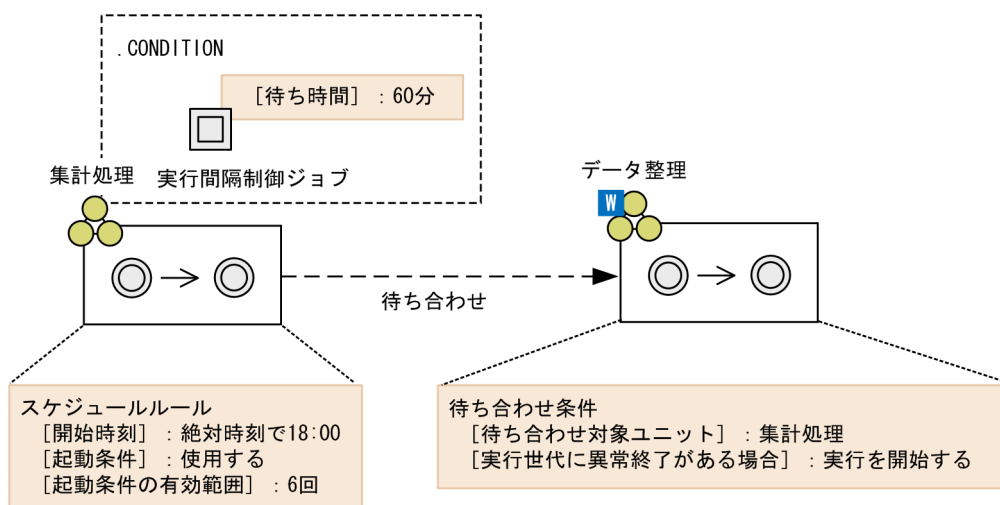 .CONDITION
[待ち時間]:60分
集計処理
実行間隔制御ジョブ
データ整理
W
待ち合わせ
スケジュールルール
[開始時刻]:絶対時刻で18:00
[起動条件]:使用する
[起動条件の有効範囲]:6回
待ち合わせ条件
[待ち合わせ対象ユニット]:集計処理
[実行世代に異常終了がある場合]:実行を開始する